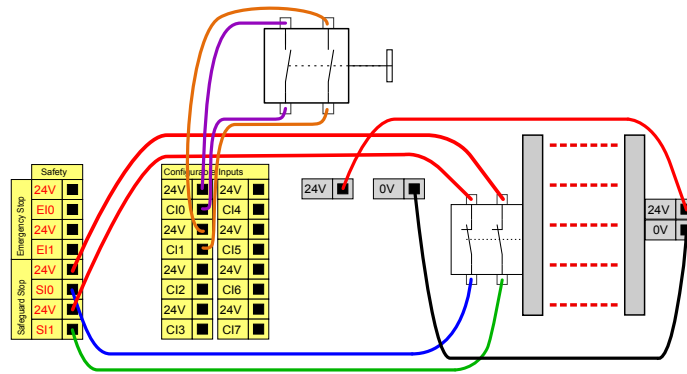 Safety
Emergency Stop
24V
EI0
24V
EI1
Safeguard Stop
24V
SI0
24V
SI1
Configurable Inputs
24V 24V
CI0 CI4
24V 24V
CI1 CI5
24V 24V
CI2 CI6
24V 24V
CI3 CI7
24V 0V
24V
0V